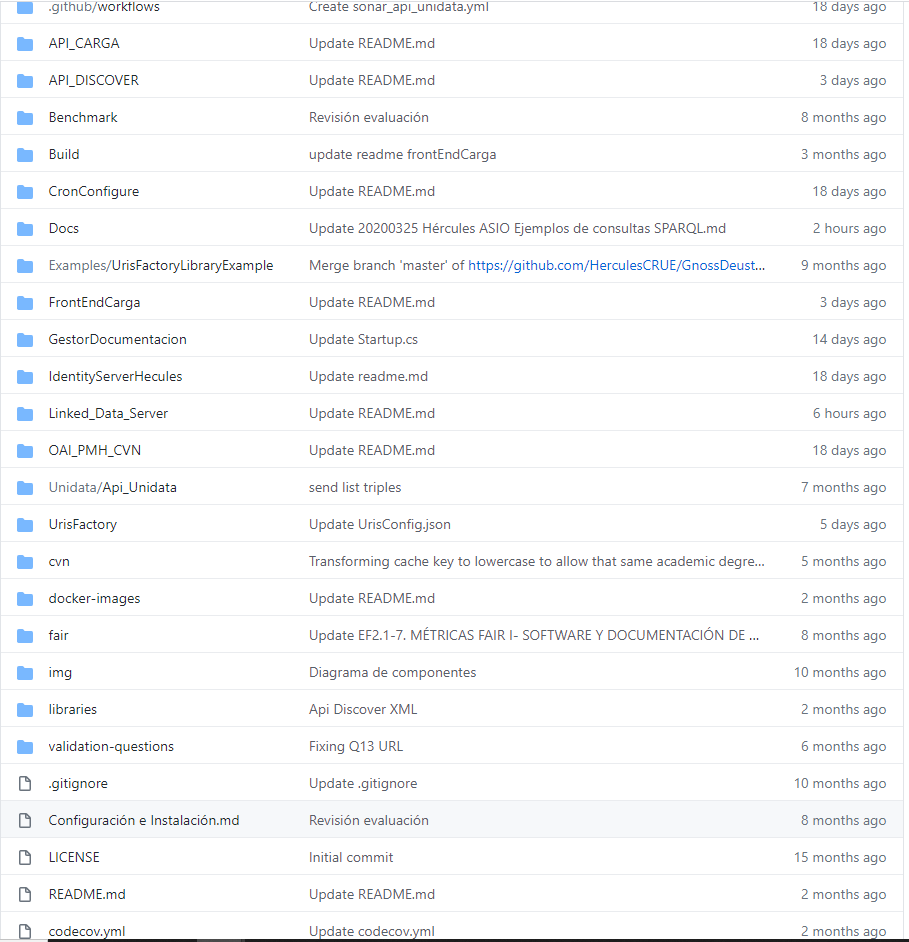 .github/workflows Create sonar_api_unidata.yml 18 days ago
API_CARGA Update README.md 18 days ago
API_DISCOVER Update README.md 3 days ago
Benchmark Revisión evaluación 8 months ago
Build update readme frontEndCarga 3 months ago
CronConfigure Update README.md 18 days ago
Docs Update 20200325 Hércules ASIO Ejemplos de consultas SPARQL.md 2 hours ago
Examples/UrisFactoryLibraryExample Merge branch 'master' of https://github.com/HerculesCRUE/GnossDeust... 9 months ago
FrontEndCarga Update README.md 3 days ago
GestorDocumentacion Update Startup.cs 14 days ago
IdentityServerHecules Update readme.md 18 days ago
Linked_Data_Server Update README.md 6 hours ago
OAI_PMH_CVN Update README.md 18 days ago
Unidata/Api_Unidata send list triples 7 months ago
UrisFactory Update UrisConfig.json 5 days ago
cvn Transforming cache key to lowercase to allow that same academic degre... 5 months ago
docker-images Update README.md 2 months ago
fair Update EF2.1-7. MÉTRICAS FAIR I- SOFTWARE Y DOCUMENTACIÓN DE ... 8 months ago
img Diagrama de componentes 10 months ago
libraries Api Discover XML 2 months ago
validation-questions Fixing Q13 URL 6 months ago
.gitignore Update .gitignore 10 months ago
Configuración e Instalación.md Revisión evaluación 8 months ago
LICENSE Initial commit 15 months ago
README.md Update README.md 2 months ago
codecov.yml Update codecov.yml 2 months ago